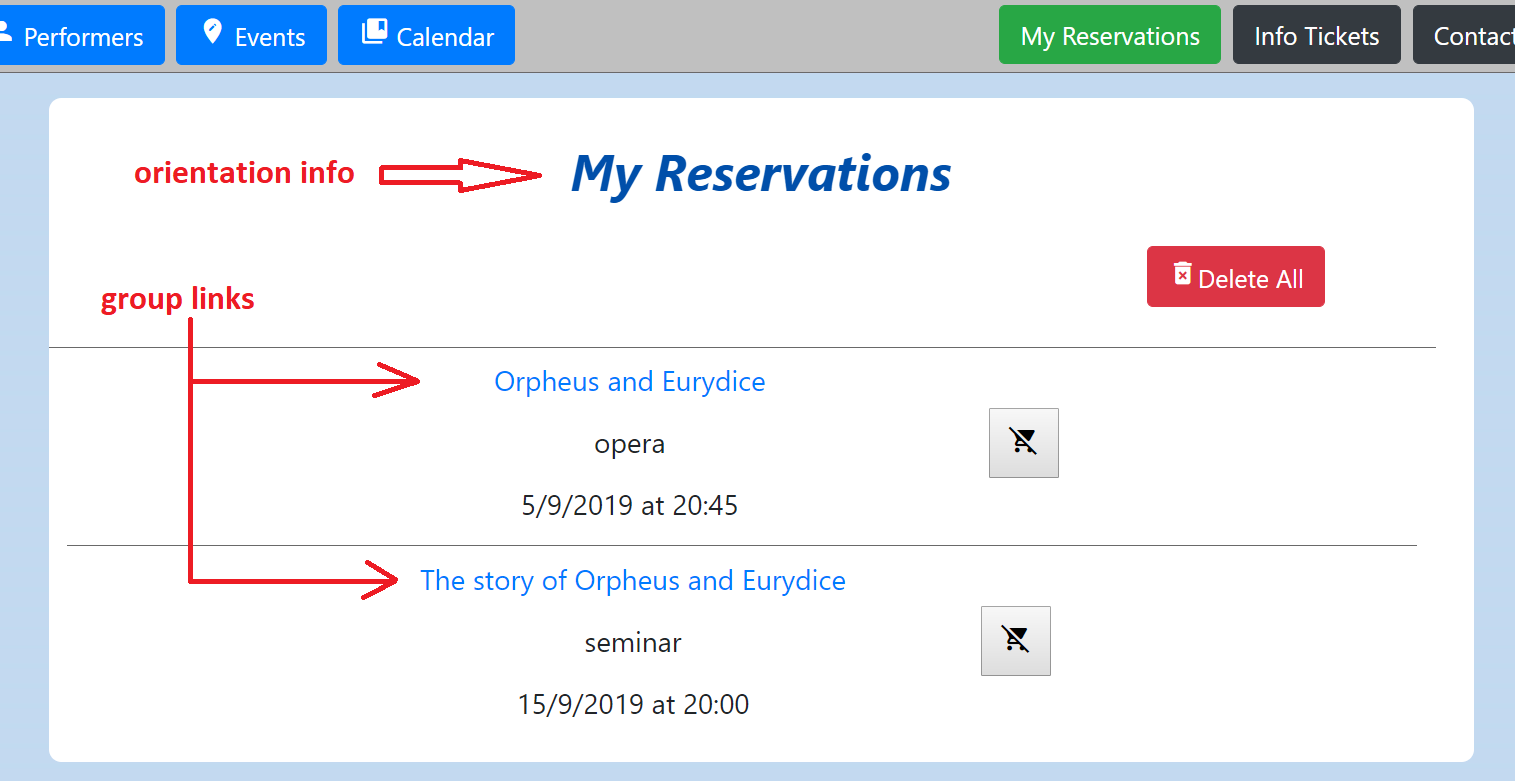 Performers Events Calendar My Reservations Info Tickets Contact
orientation info My Reservations
Delete All
group links
Orpheus and Eurydice
opera
5/9/2019 at 20:45
The story of Orpheus and Eurydice
seminar
15/9/2019 at 20:00